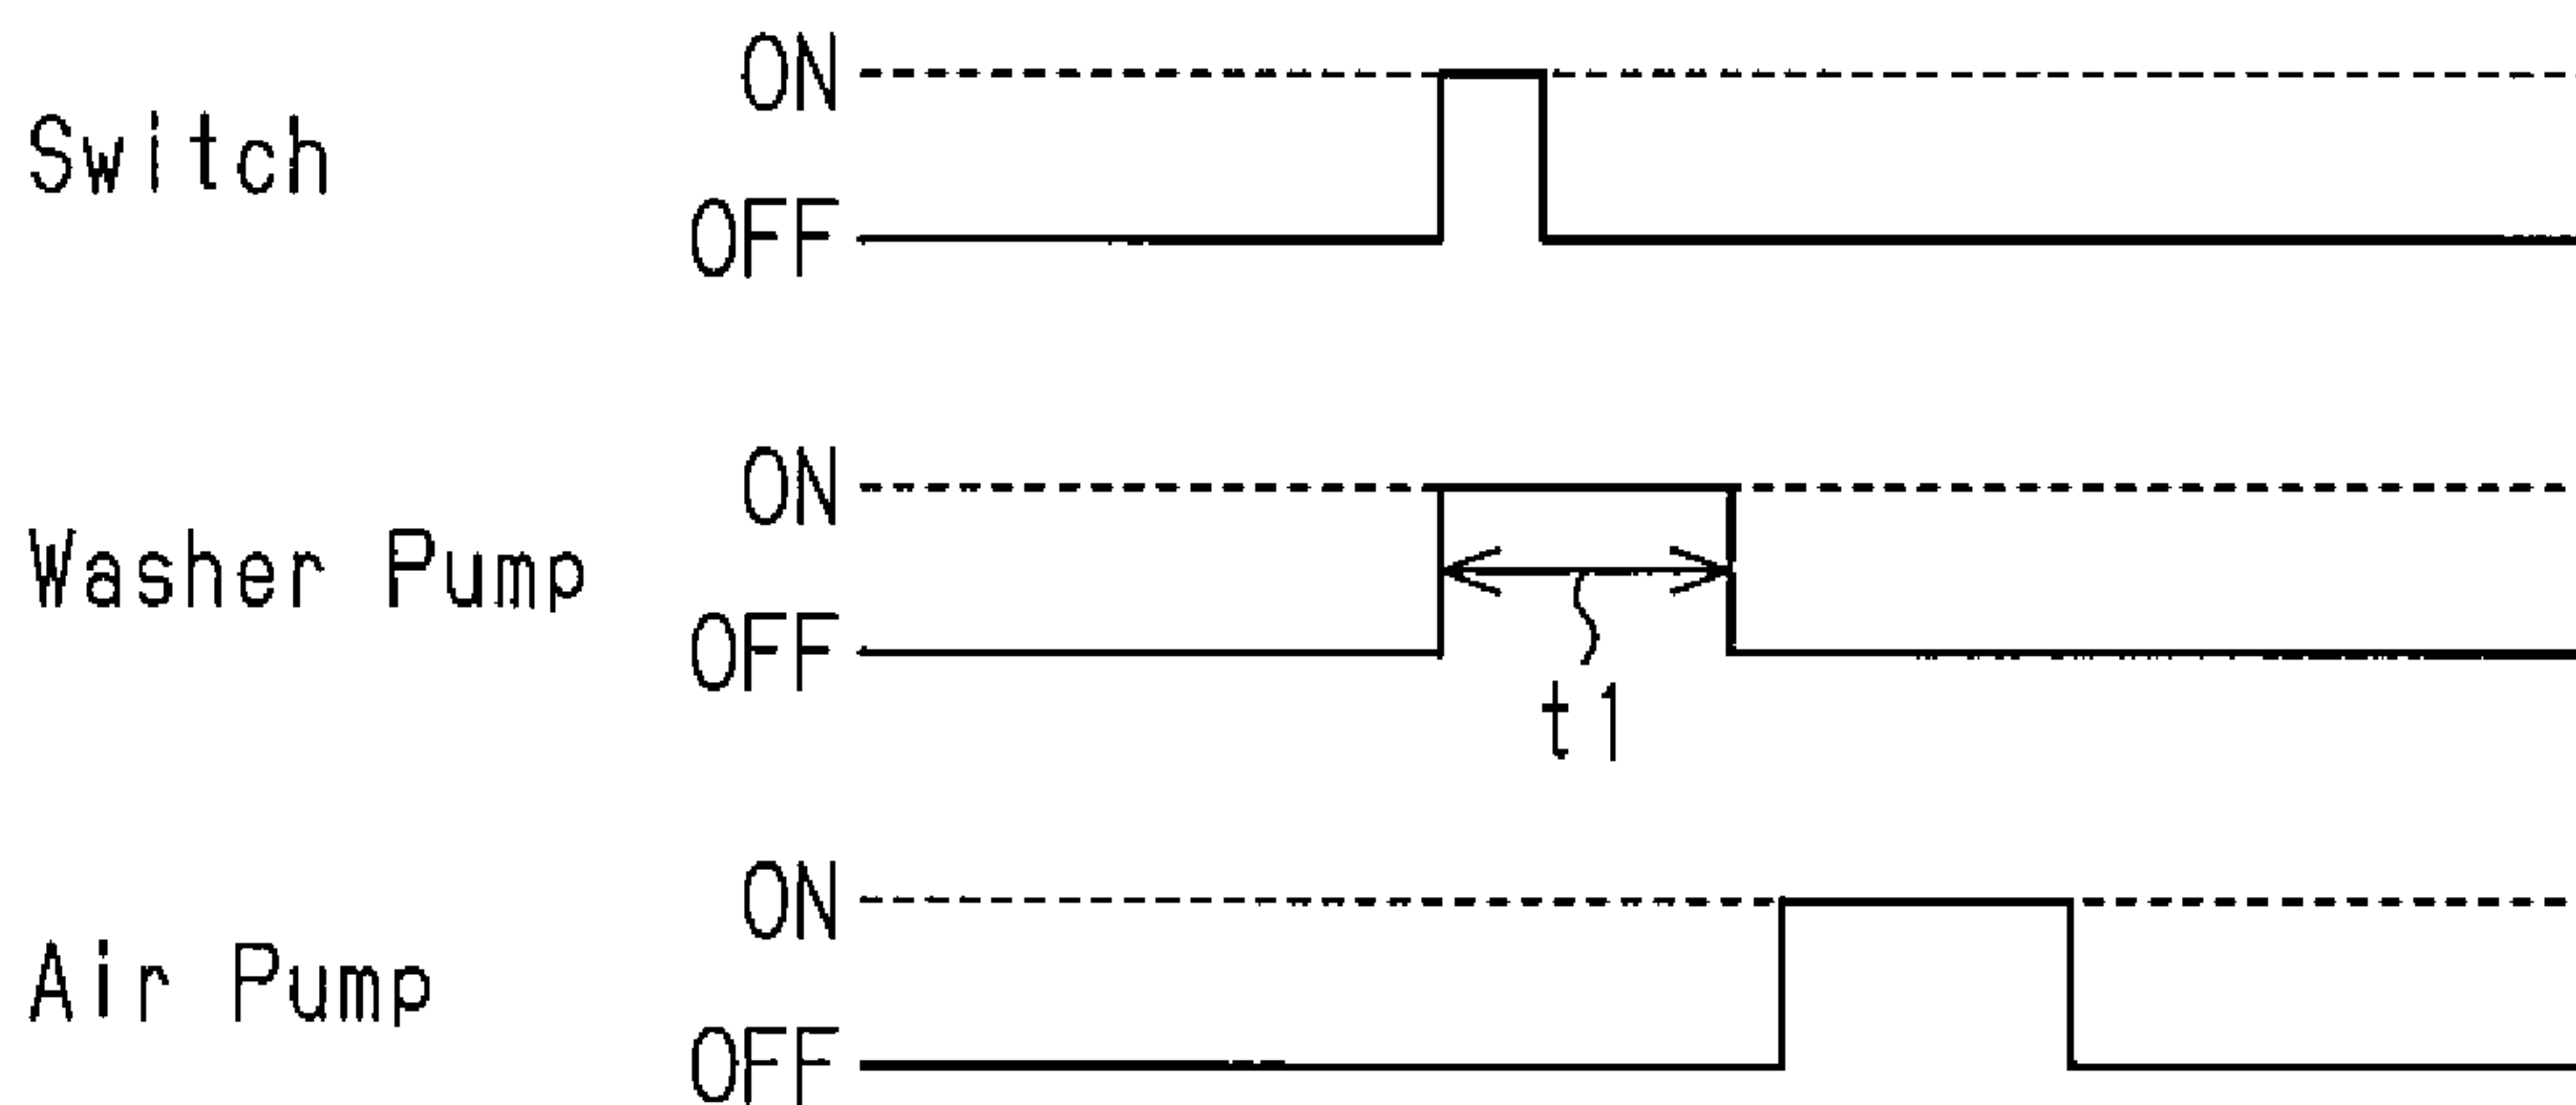 ON
Switch
OFF
ON
Washer Pump
OFF
t1
ON
Air Pump
OFF